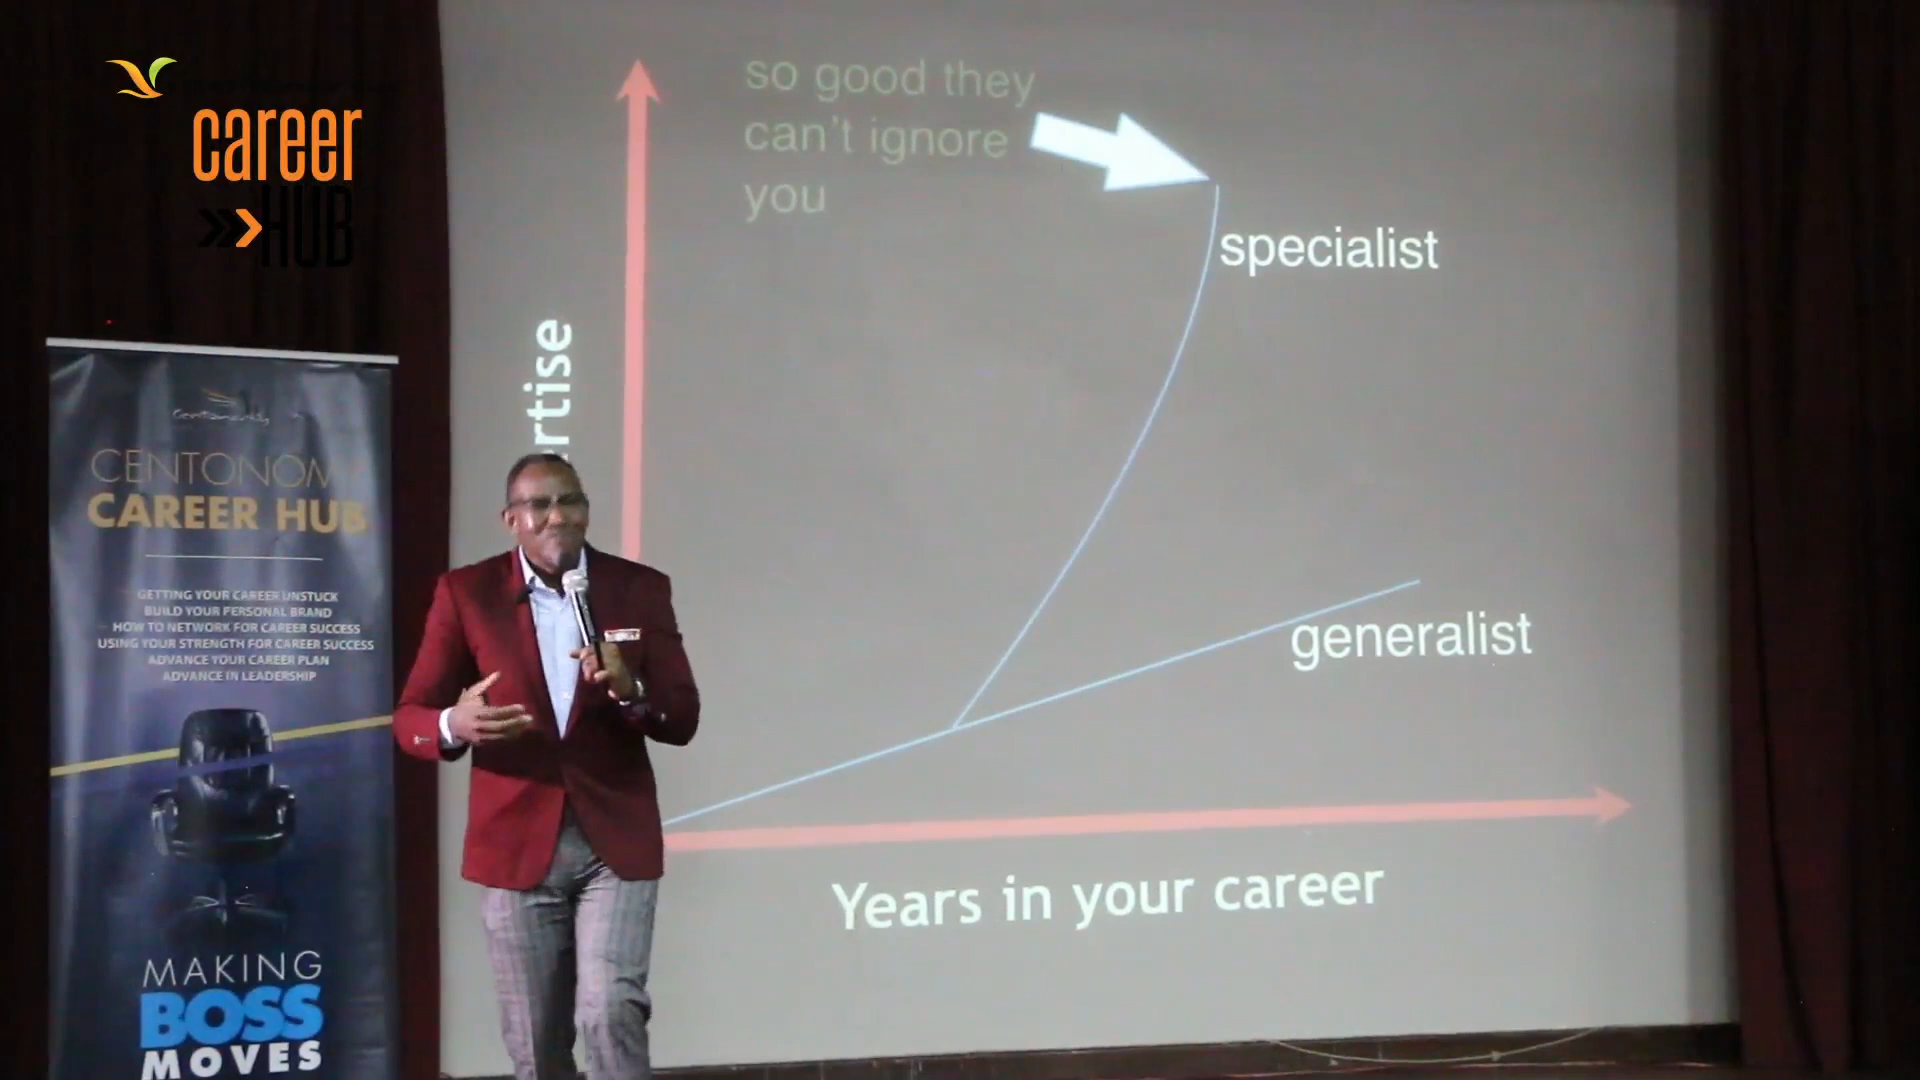 career
HUB
so good they
can't ignore
you
specialist
generalist
Years in your career
Centonomy
CENTONOMY
CAREER HUB
GETTING YOUR CAREER UNSTUCK
BUILD YOUR PERSONAL BRAND
HOW TO NETWORK FOR CAREER SUCCESS
USING YOUR STRENGTH FOR CAREER SUCCESS
ADVANCE YOUR CAREER PLAN
ADVANCE IN LEADERSHIP
MAKING
BOSS
MOVES